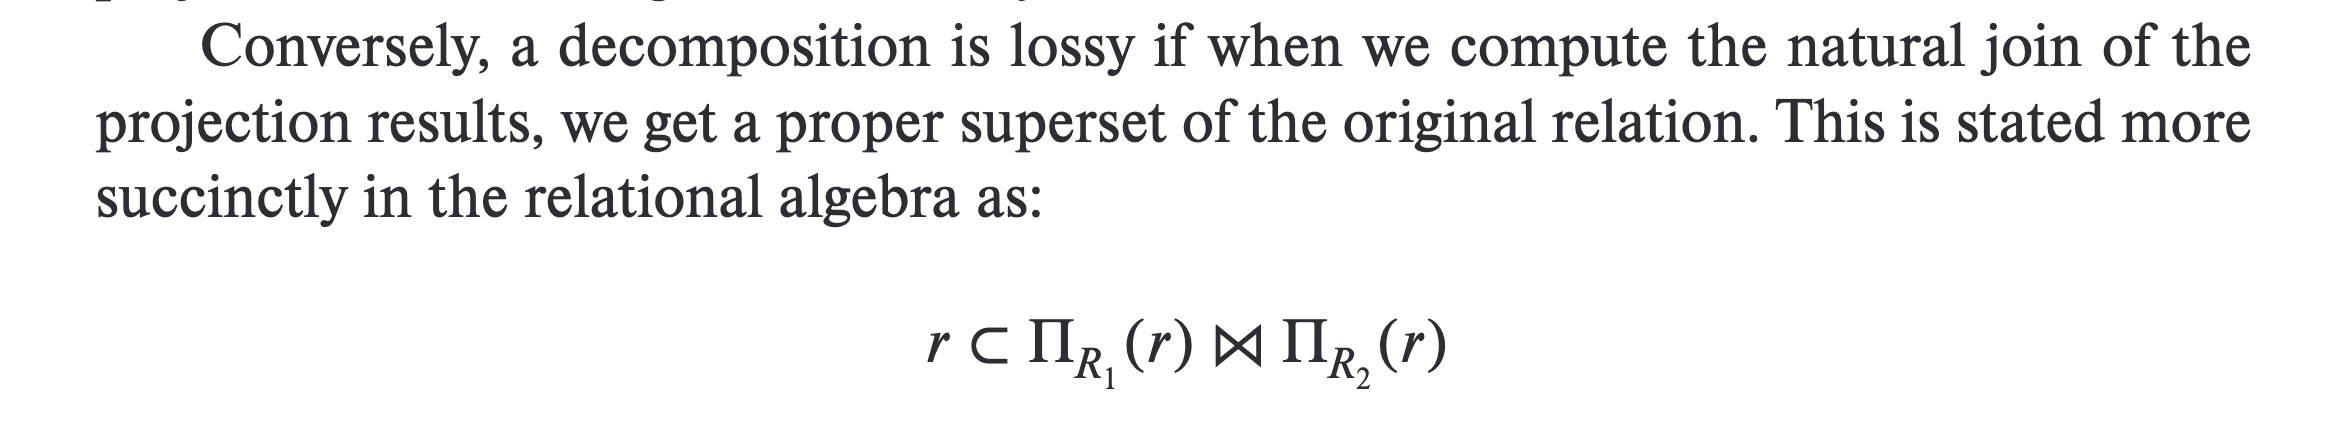 Conversely, a decomposition is lossy if when we compute the natural join of the
projection results, we get a proper superset of the original relation. This is stated more
succinctly in the relational algebra as:
r ⊂ Π_{R_1}(r) ⋈ Π_{R_2}(r)